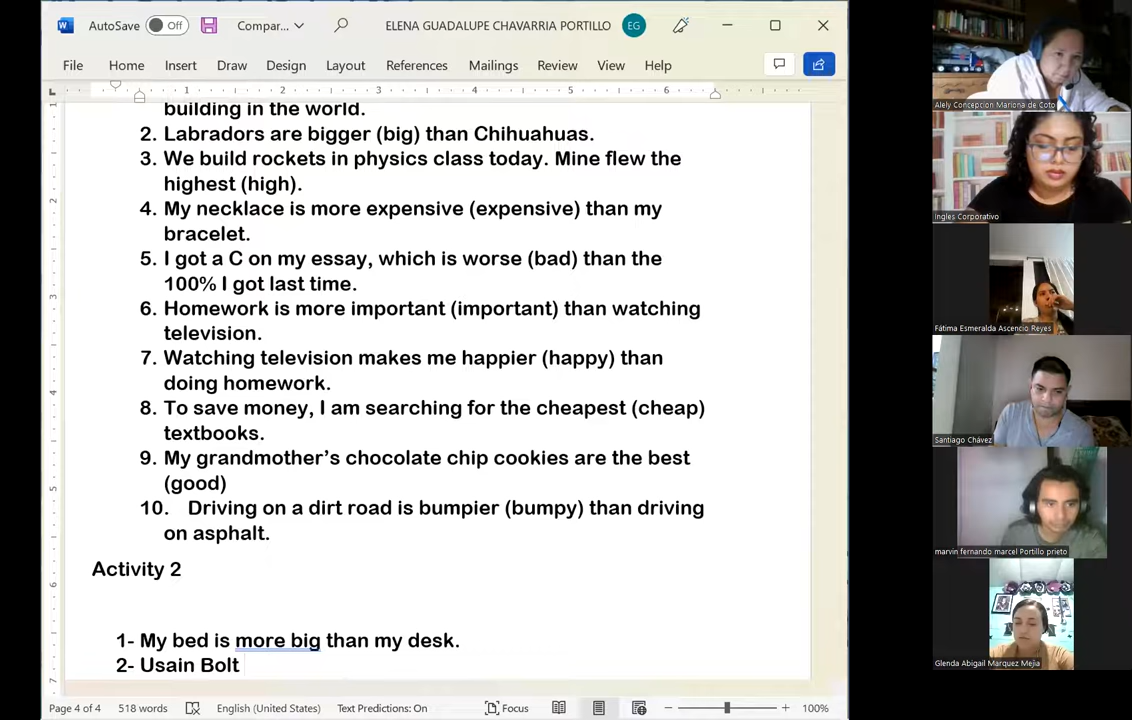 AutoSave Off Compar... ELENA GUADALUPE CHAVARRIA PORTILLO EG
File Home Insert Draw Design Layout References Mailings Review View Help
1 2 3 4 5 6
building in the world.
2. Labradors are bigger (big) than Chihuahuas.
3. We build rockets in physics class today. Mine flew the
highest (high).
4. My necklace is more expensive (expensive) than my
bracelet.
5. I got a C on my essay, which is worse (bad) than the
100% I got last time.
6. Homework is more important (important) than watching
television.
7. Watching television makes me happier (happy) than
doing homework.
8. To save money, I am searching for the cheapest (cheap)
textbooks.
9. My grandmother's chocolate chip cookies are the best
(good)
10. Driving on a dirt road is bumpier (bumpy) than driving
on asphalt.
Activity 2
1- My bed is more big than my desk.
2- Usain Bolt
Page 4 of 4 518 words English (United States) Text Predictions: On Focus 100%
Alely Concepcion Mariona de Coto
Ingles Corporativo
Fátima Esmeralda Ascencio Reyes
Santiago Chávez
marvin fernando marcel Portillo prieto
Glenda Abigail Marquez Mejia